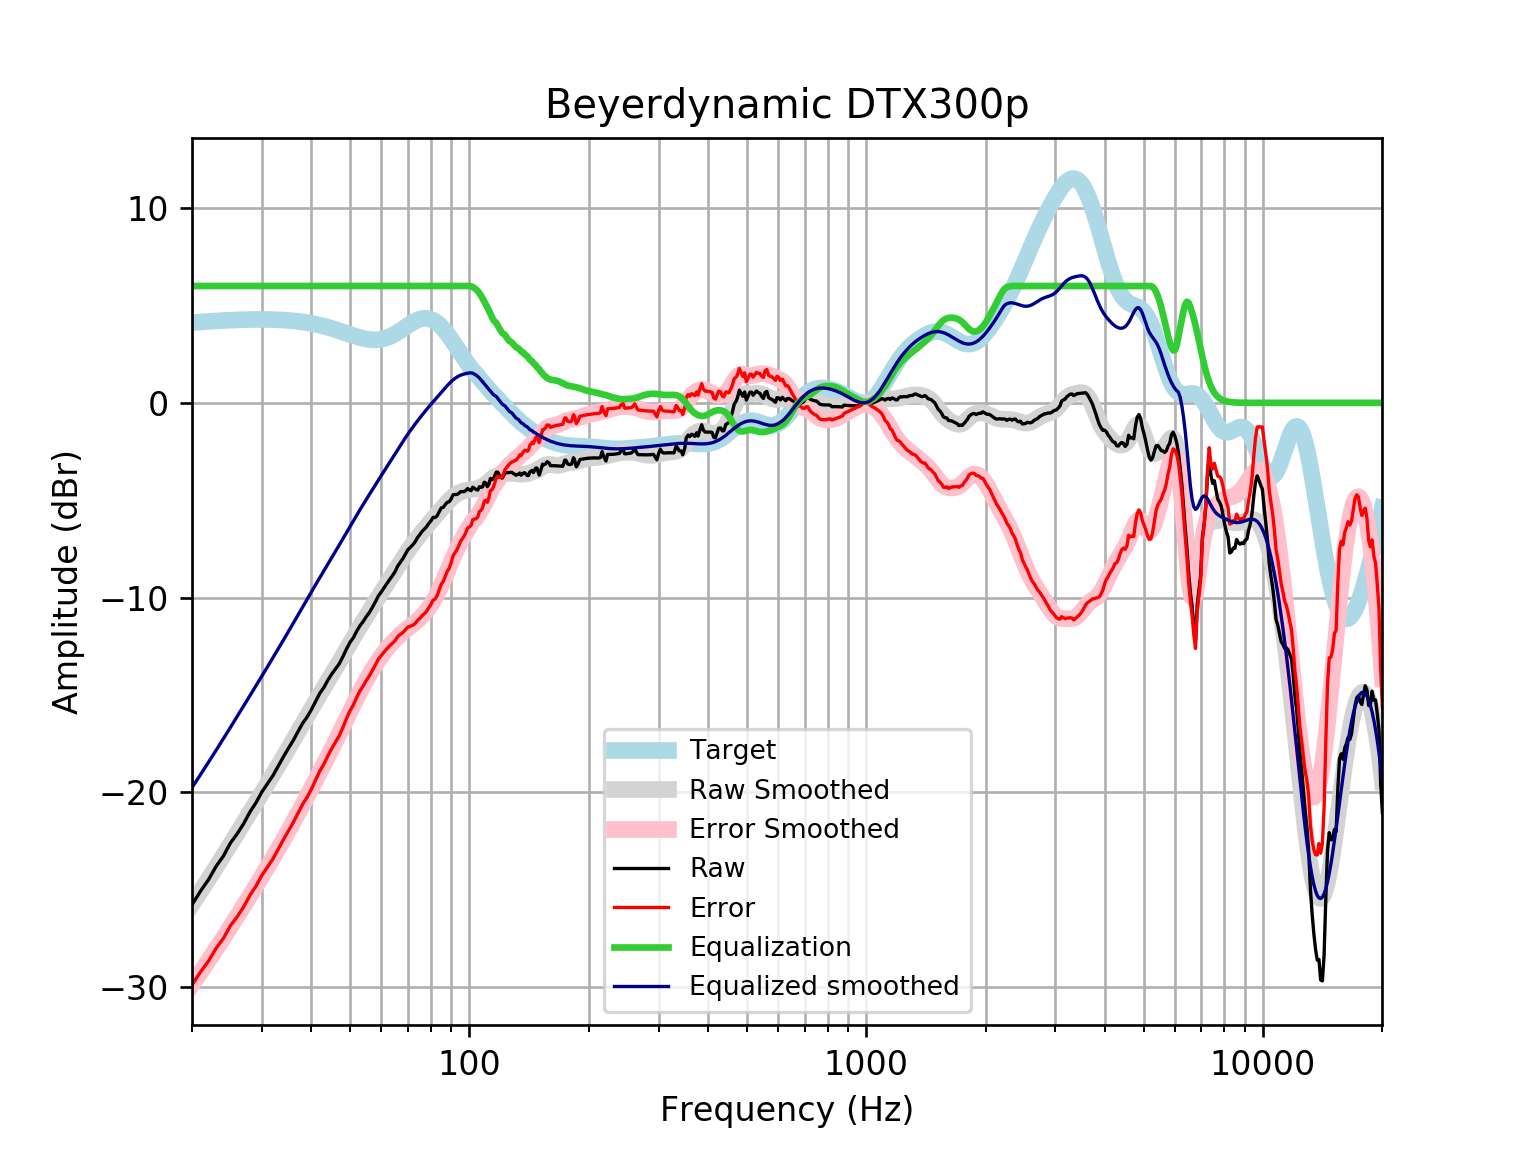 Beyerdynamic DTX300p
Amplitude (dBr)
10
0
−10
−20
−30
Target
Raw Smoothed
Error Smoothed
Raw
Error
Equalization
Equalized smoothed
100
1000
10000
Frequency (Hz)